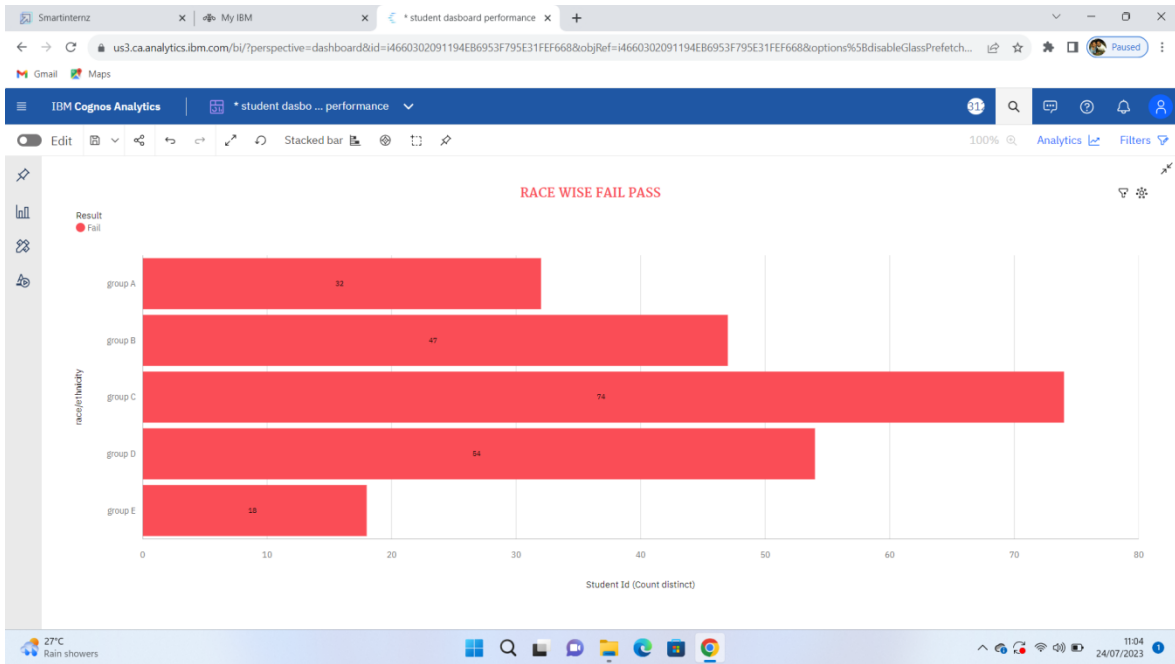 Smartinternz
My IBM
* student dasboard performance
us3.ca.analytics.ibm.com/bi/?perspective=dashboard&id=i4660302091194EB6953F795E31FEF668&objRef=i4660302091194EB6953F795E31FEF668&options%5BdisableGlassPrefetch...
Paused
Gmail Maps
IBM Cognos Analytics
* student dasbo ... performance
Edit
Stacked bar
100%
Analytics
Filters
RACE WISE FAIL PASS
Result
Fail
race/ethnicity
group A 32
group B 47
group C 74
group D 54
group E 18
0 10 20 30 40 50 60 70 80
Student Id (Count distinct)
27°C
Rain showers
11:04
24/07/2023